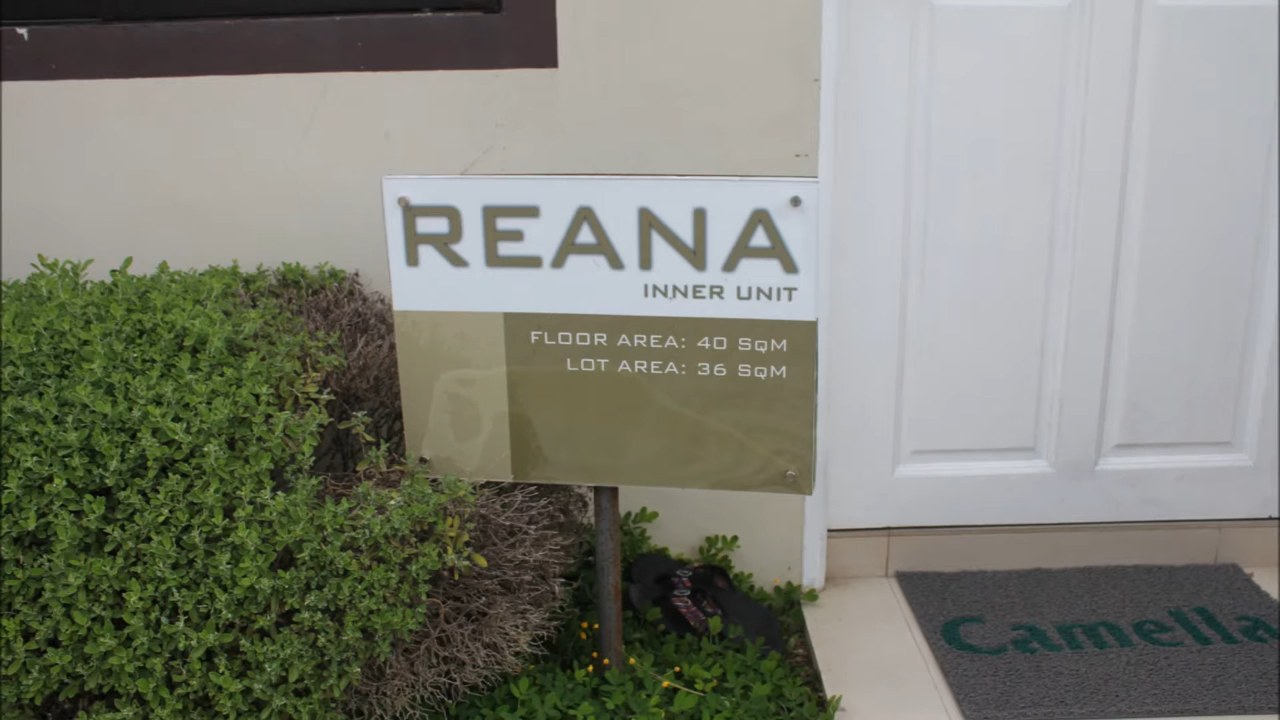 REANA
INNER UNIT
FLOOR AREA: 40 SqM
LOT AREA: 36 SqM
Camella